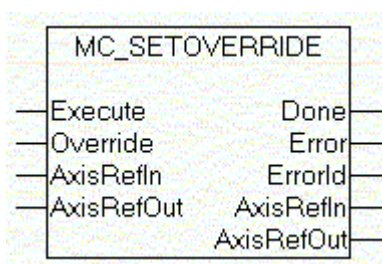 MC_SETOVERRIDE
Execute Done
Override Error
AxisRefIn ErrorId
AxisRefOut AxisRefIn
AxisRefOut